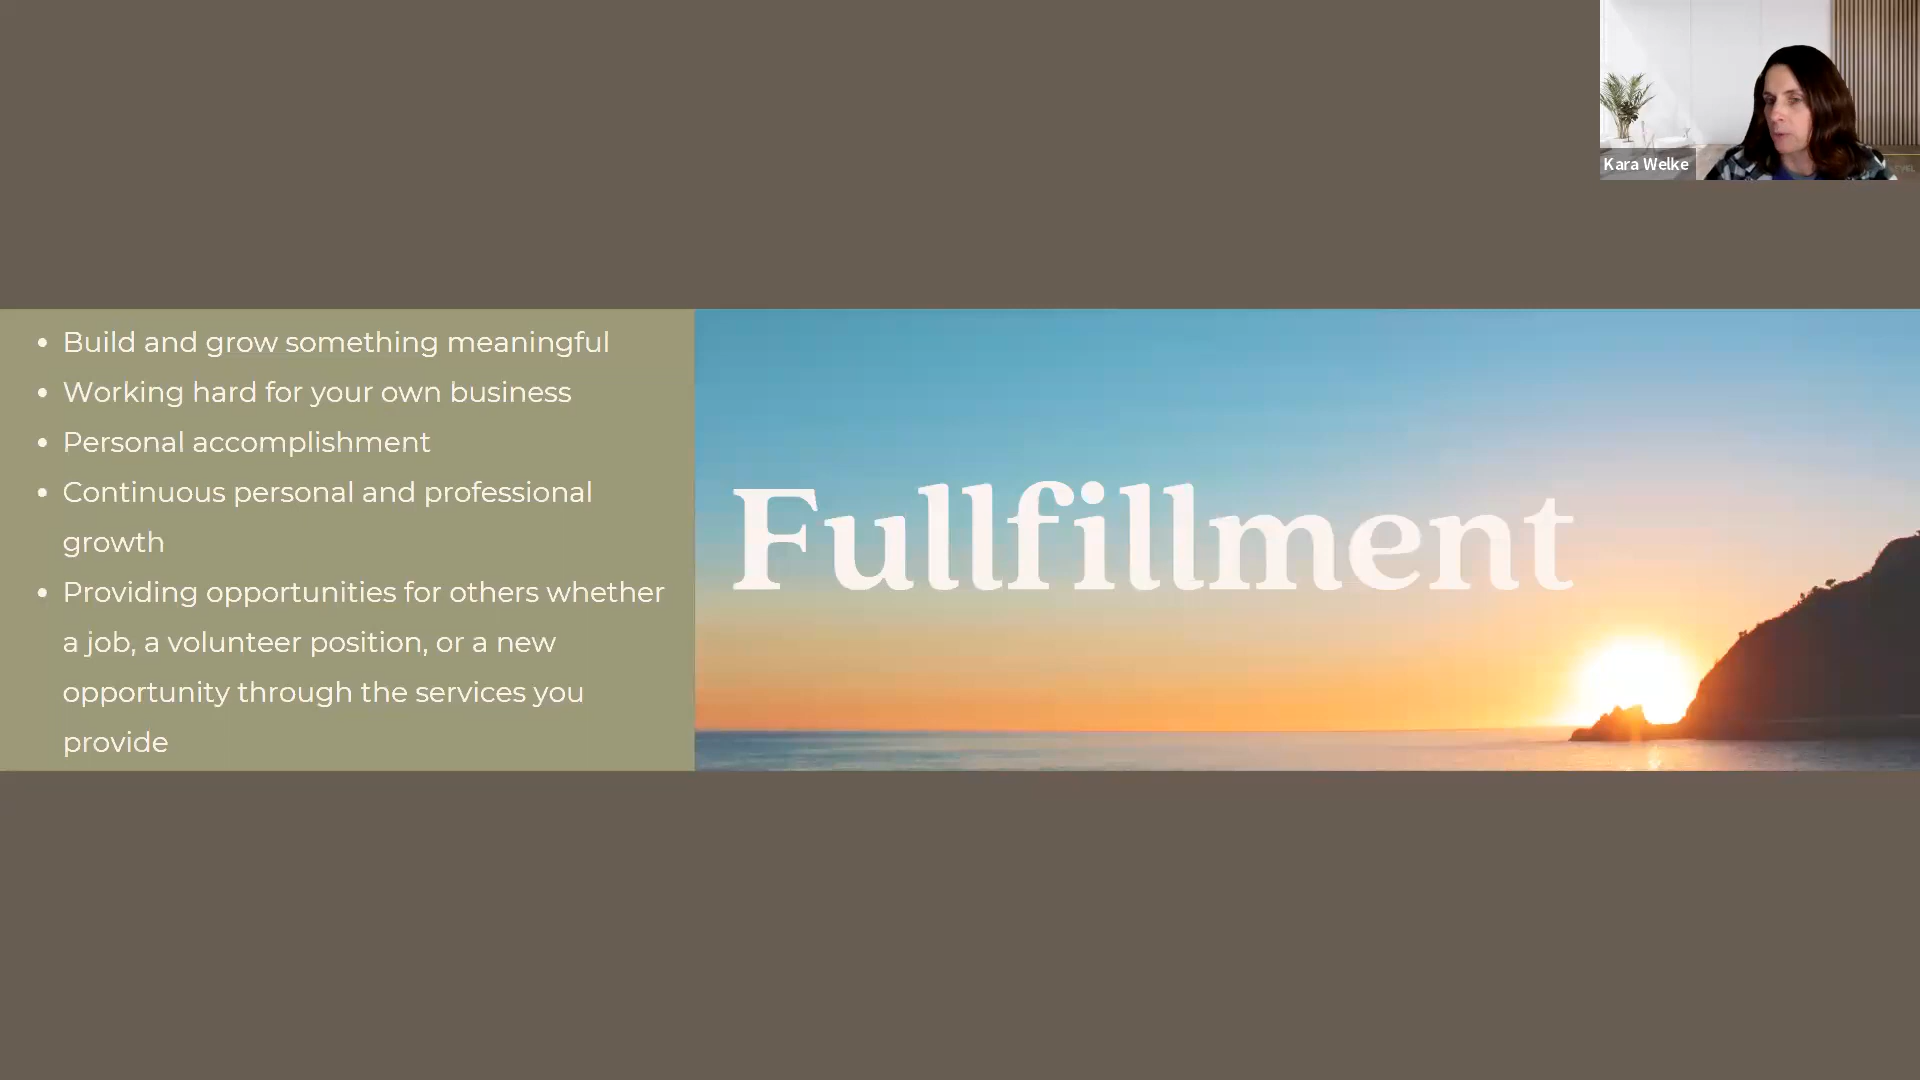 Kara Welke
• Build and grow something meaningful
• Working hard for your own business
• Personal accomplishment
• Continuous personal and professional
growth
• Providing opportunities for others whether
a job, a volunteer position, or a new
opportunity through the services you
provide
Fullfillment